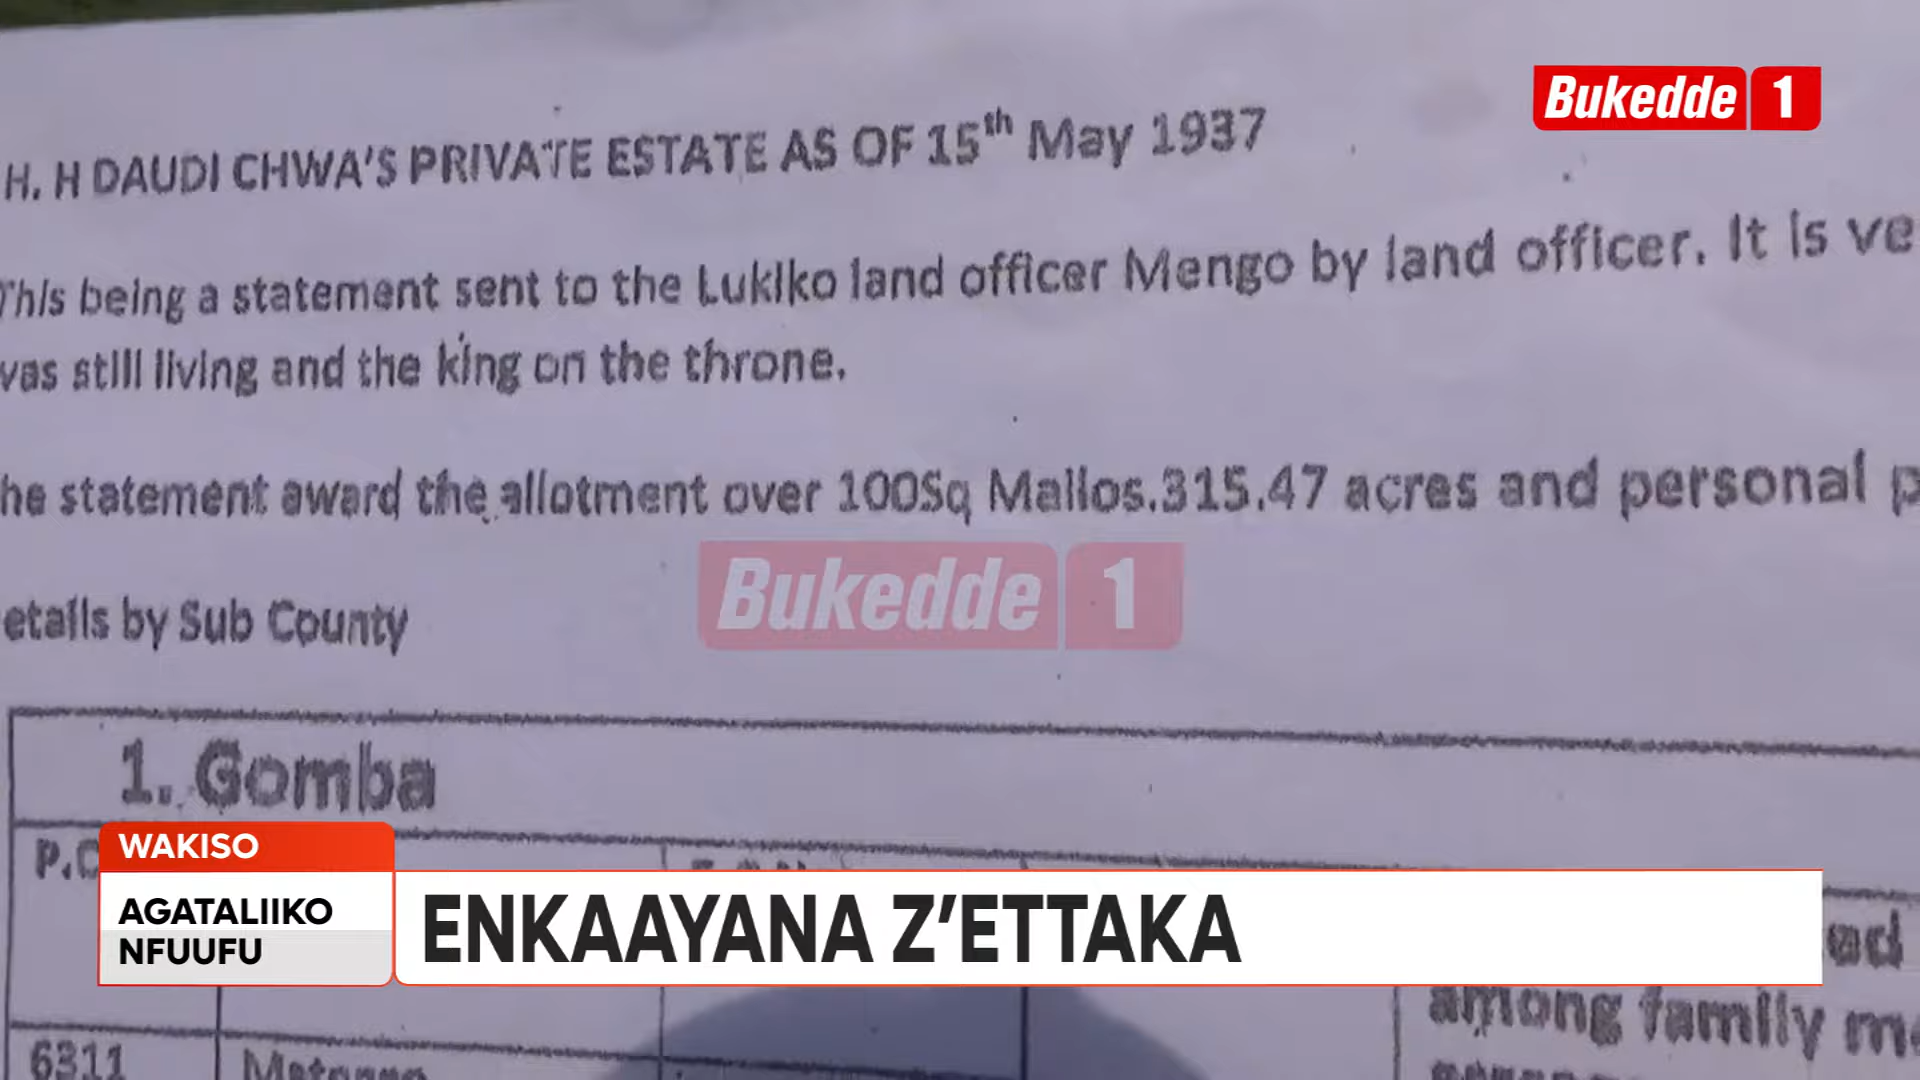 Bukedde 1
H. H DAUDI CHWA'S PRIVATE ESTATE AS OF 15th May 1937
This being a statement sent to the Lukiko land officer Mengo by land officer. It is ve
was still living and the king on the throne.
he statement award the allotment over 100Sq Mailos.315.47 acres and personal p
Bukedde 1
etails by Sub County
1. Gomba
P.C
WAKISO
AGATALIIKO
NFUUFU
ENKAAYANA Z'ETTAKA
among family me
6311